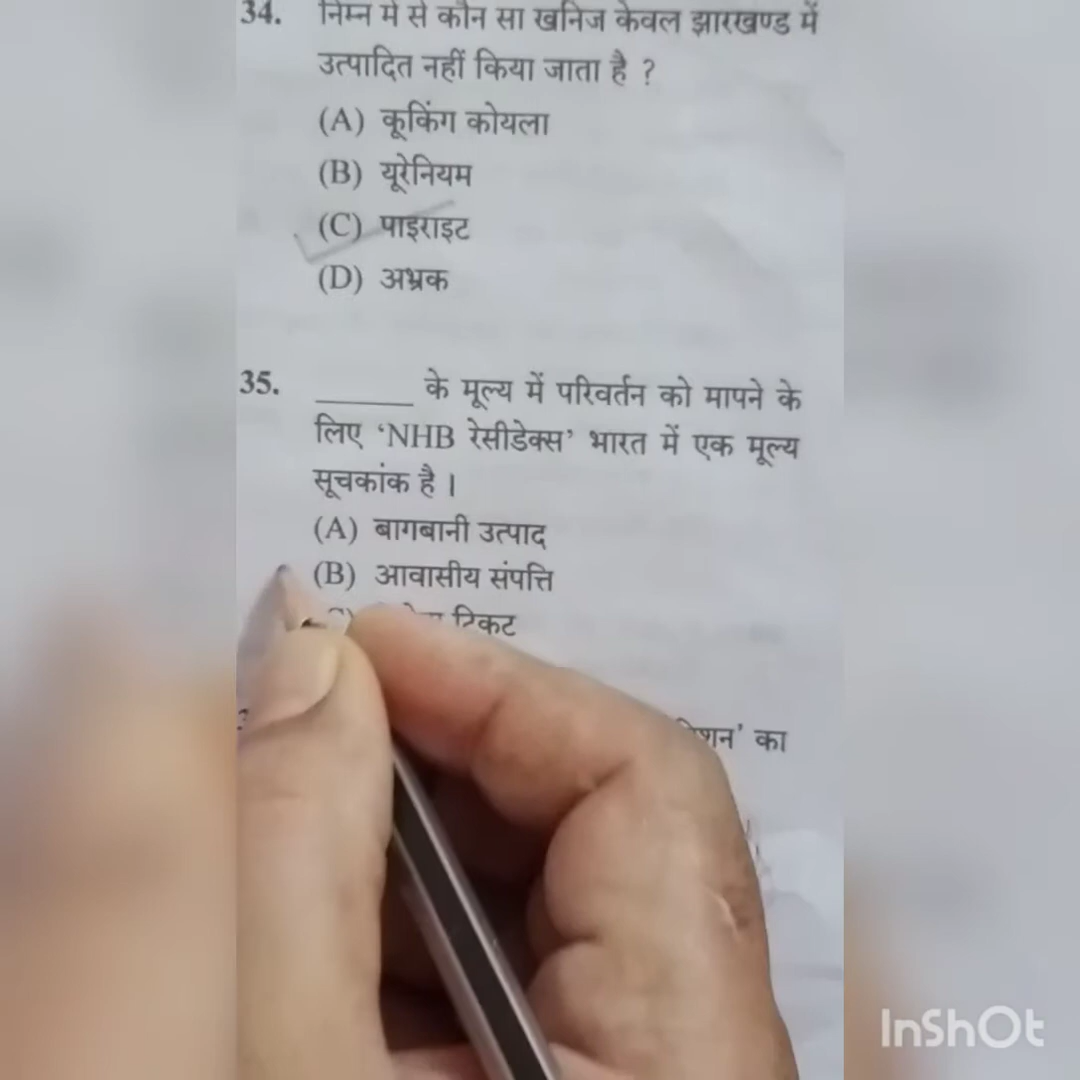 34. निम्न में से कौन सा खनिज केवल झारखण्ड में
उत्पादित नहीं किया जाता है ?
(A) कूकिंग कोयला
(B) यूरेनियम
(C) पाइराइट
(D) अभ्रक
35. ______ के मूल्य में परिवर्तन को मापने के
लिए ‘NHB रेसीडेक्स’ भारत में एक मूल्य
सूचकांक है ।
(A) बागबानी उत्पाद
(B) आवासीय संपत्ति
टिकट
का
InShOt